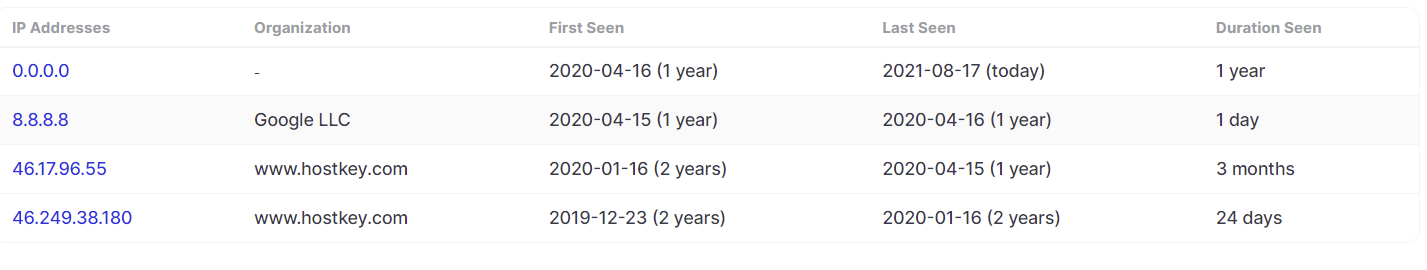 IP Addresses Organization First Seen Last Seen Duration Seen
0.0.0.0 - 2020-04-16 (1 year) 2021-08-17 (today) 1 year
8.8.8.8 Google LLC 2020-04-15 (1 year) 2020-04-16 (1 year) 1 day
46.17.96.55 www.hostkey.com 2020-01-16 (2 years) 2020-04-15 (1 year) 3 months
46.249.38.180 www.hostkey.com 2019-12-23 (2 years) 2020-01-16 (2 years) 24 days